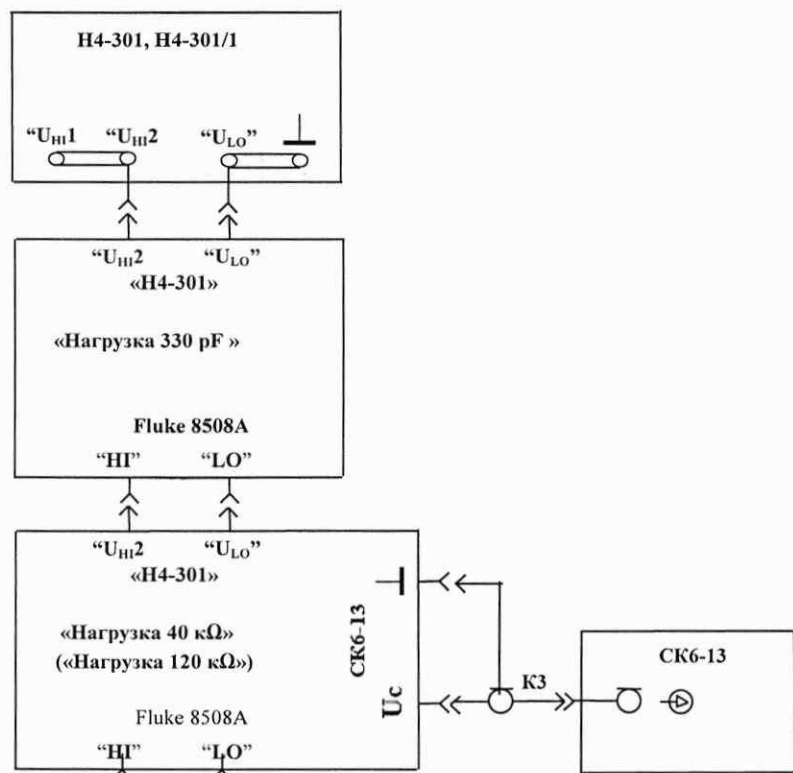 Н4-301, Н4-301/1
“UHI1 “UHI2 “ULO”
“UHI2 “ULO”
«Н4-301»
«Нагрузка 330 pF »
Fluke 8508A
“HI” “LO”
“UHI2 “ULO”
«Н4-301»
СК6-13
«Нагрузка 40 кΩ»
(«Нагрузка 120 кΩ»)
Uc
К3
СК6-13
Fluke 8508A
“HI” “LO”